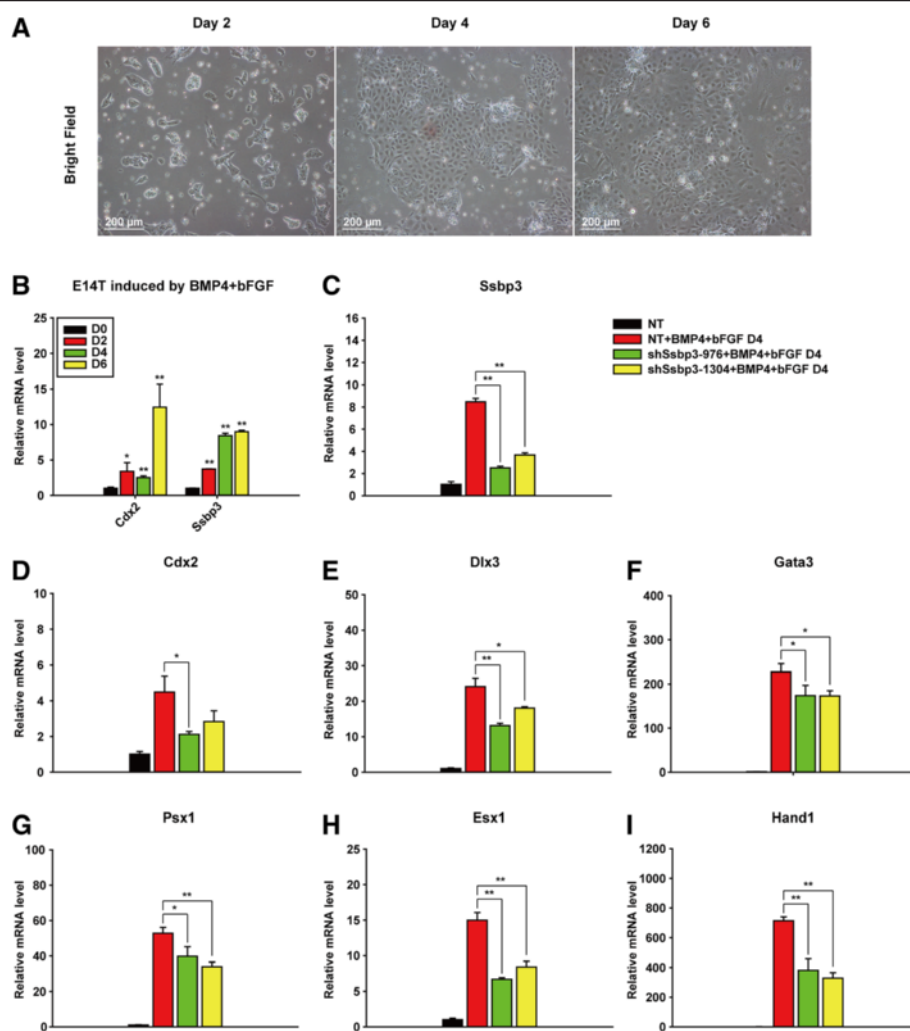 A
Day 2
Day 4
Day 6
Bright Field
200 µm
200 µm
200 µm
B
E14T induced by BMP4+bFGF
Relative mRNA level
25
20
15
10
5
0
D0
D2
D4
D6
*
**
**
**
**
**
Cdx2
Ssbp3
C
Ssbp3
Relative mRNA level
16
14
12
10
8
6
4
2
0
**
**
NT
NT+BMP4+bFGF D4
shSsbp3-976+BMP4+bFGF D4
shSsbp3-1304+BMP4+bFGF D4
D
Cdx2
Relative mRNA level
10
8
6
4
2
0
*
E
Dlx3
Relative mRNA level
50
40
30
20
10
0
*
**
F
Gata3
Relative mRNA level
400
300
200
100
0
*
*
G
Psx1
Relative mRNA level
100
80
60
40
20
0
**
*
H
Esx1
Relative mRNA level
25
20
15
10
5
0
**
**
I
Hand1
Relative mRNA level
1200
1000
800
600
400
200
0
**
**